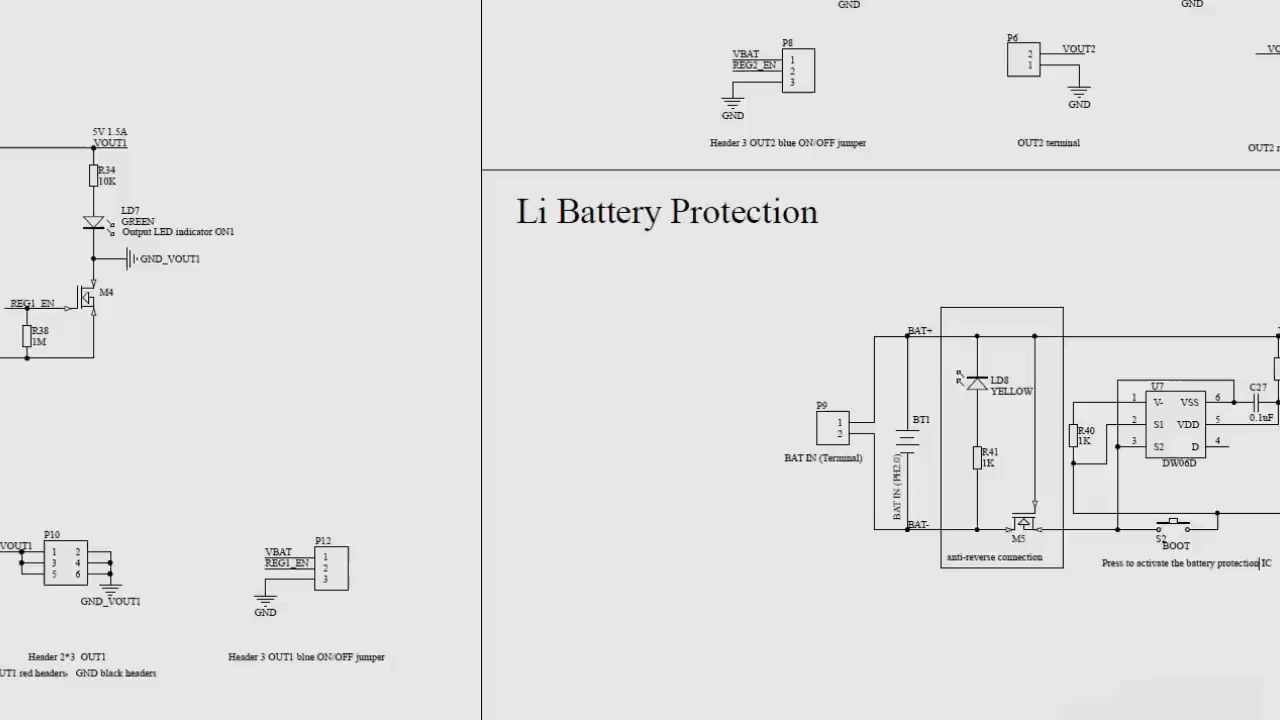 GND
GND
P8
VBAT
REG2_EN
1
2
3
GND
Header 3 OUT2 blue ON/OFF jumper
P6
2
1
VOUT2
GND
OUT2 terminal
5V 1.5A
VOUT1
R34
10K
LD7
GREEN
Output LED indicator ON1
GND_VOUT1
M4
REG1_EN
R38
1M
VOUT1
P10
1 2
3 4
5 6
GND_VOUT1
Header 2*3 OUT1
red headers GND black headers
P12
VBAT
REG1_EN
1
2
3
GND
Header 3 OUT1 blue ON/OFF jumper
Li Battery Protection
P9
1
2
BAT IN (Terminal)
BAT+
BT1
BAT IN (PH2.0)
BAT-
LD8
YELLOW
R41
1K
M5
anti-reverse connection
R40
1K
U7
1 V- VSS 6
2 S1 VDD 5
3 S2 D 4
DW06D
C27
0.1uF
S2
BOOT
Press to activate the battery protection IC